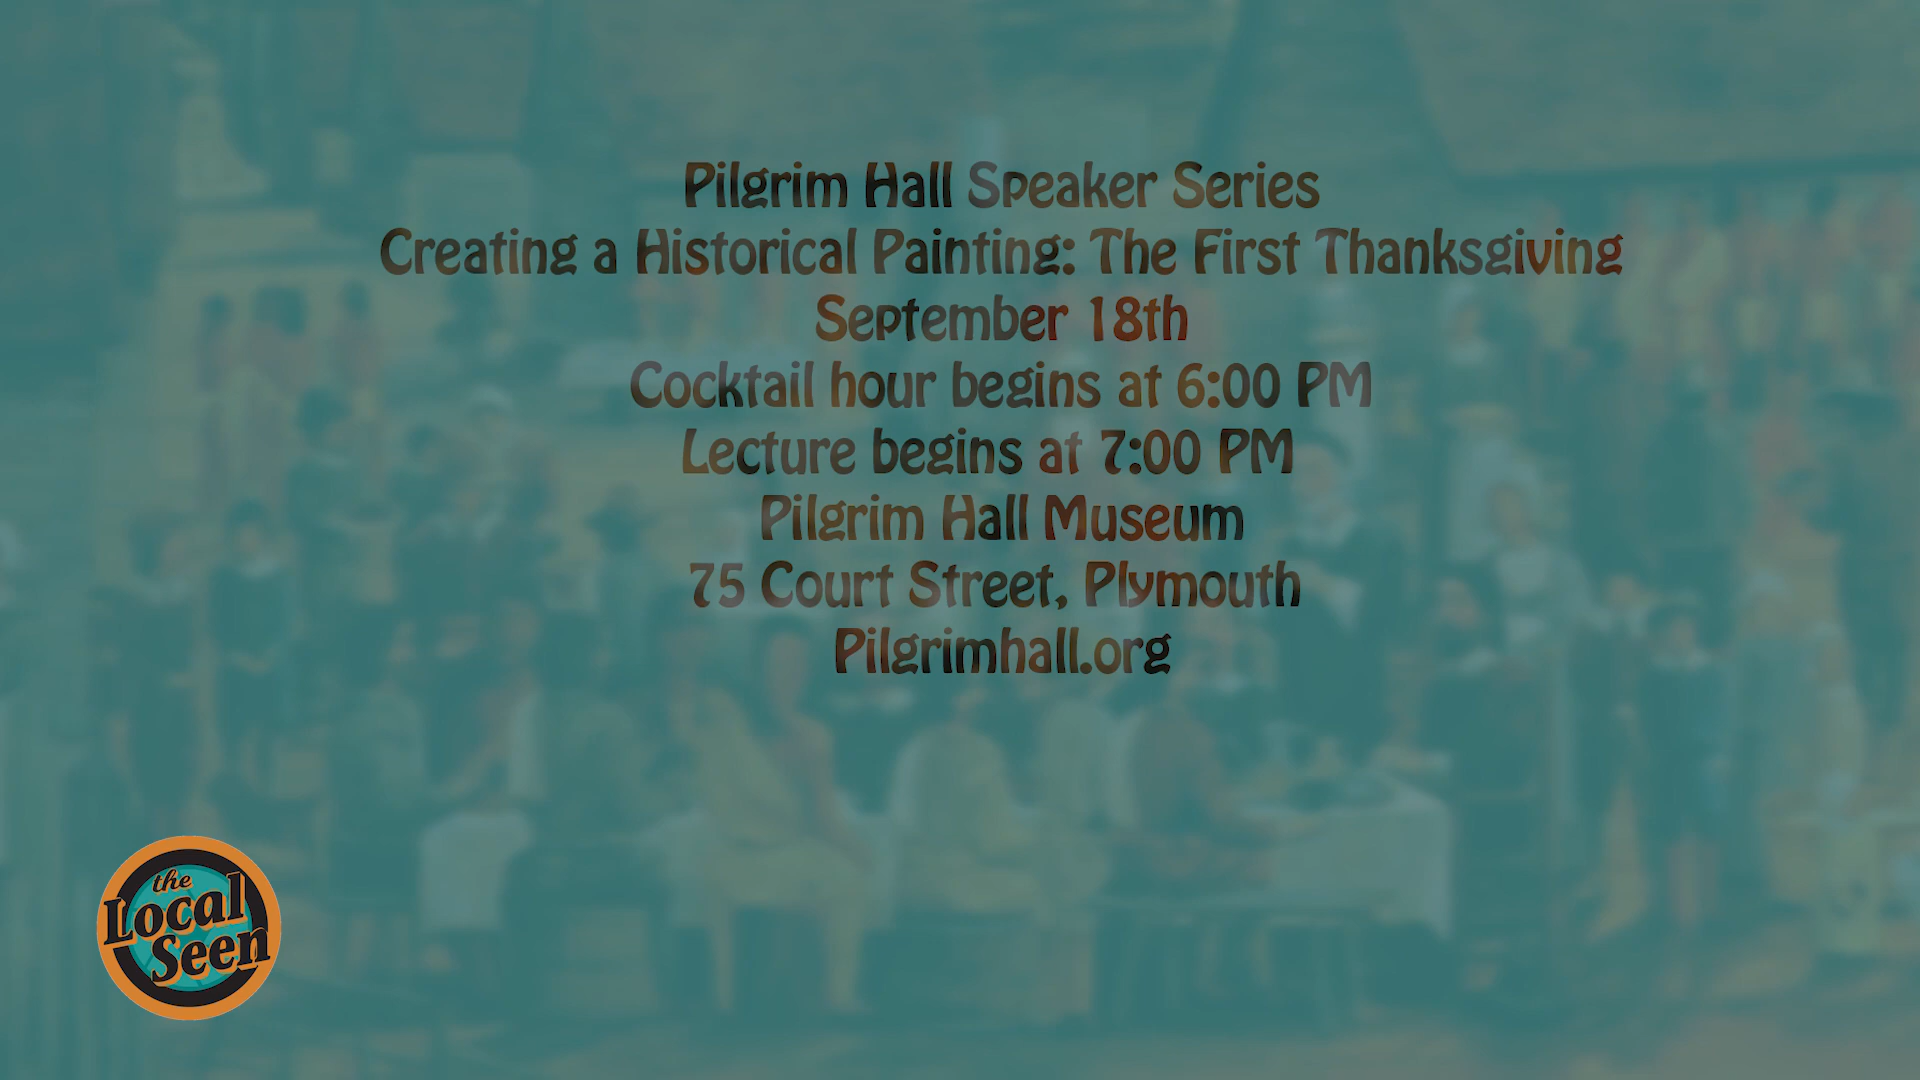 Pilgrim Hall Speaker Series
Creating a Historical Painting: The First Thanksgiving
September 18th
Cocktail hour begins at 6:00 PM
Lecture begins at 7:00 PM
Pilgrim Hall Museum
75 Court Street, Plymouth
Pilgrimhall.org
the
Local
Seen